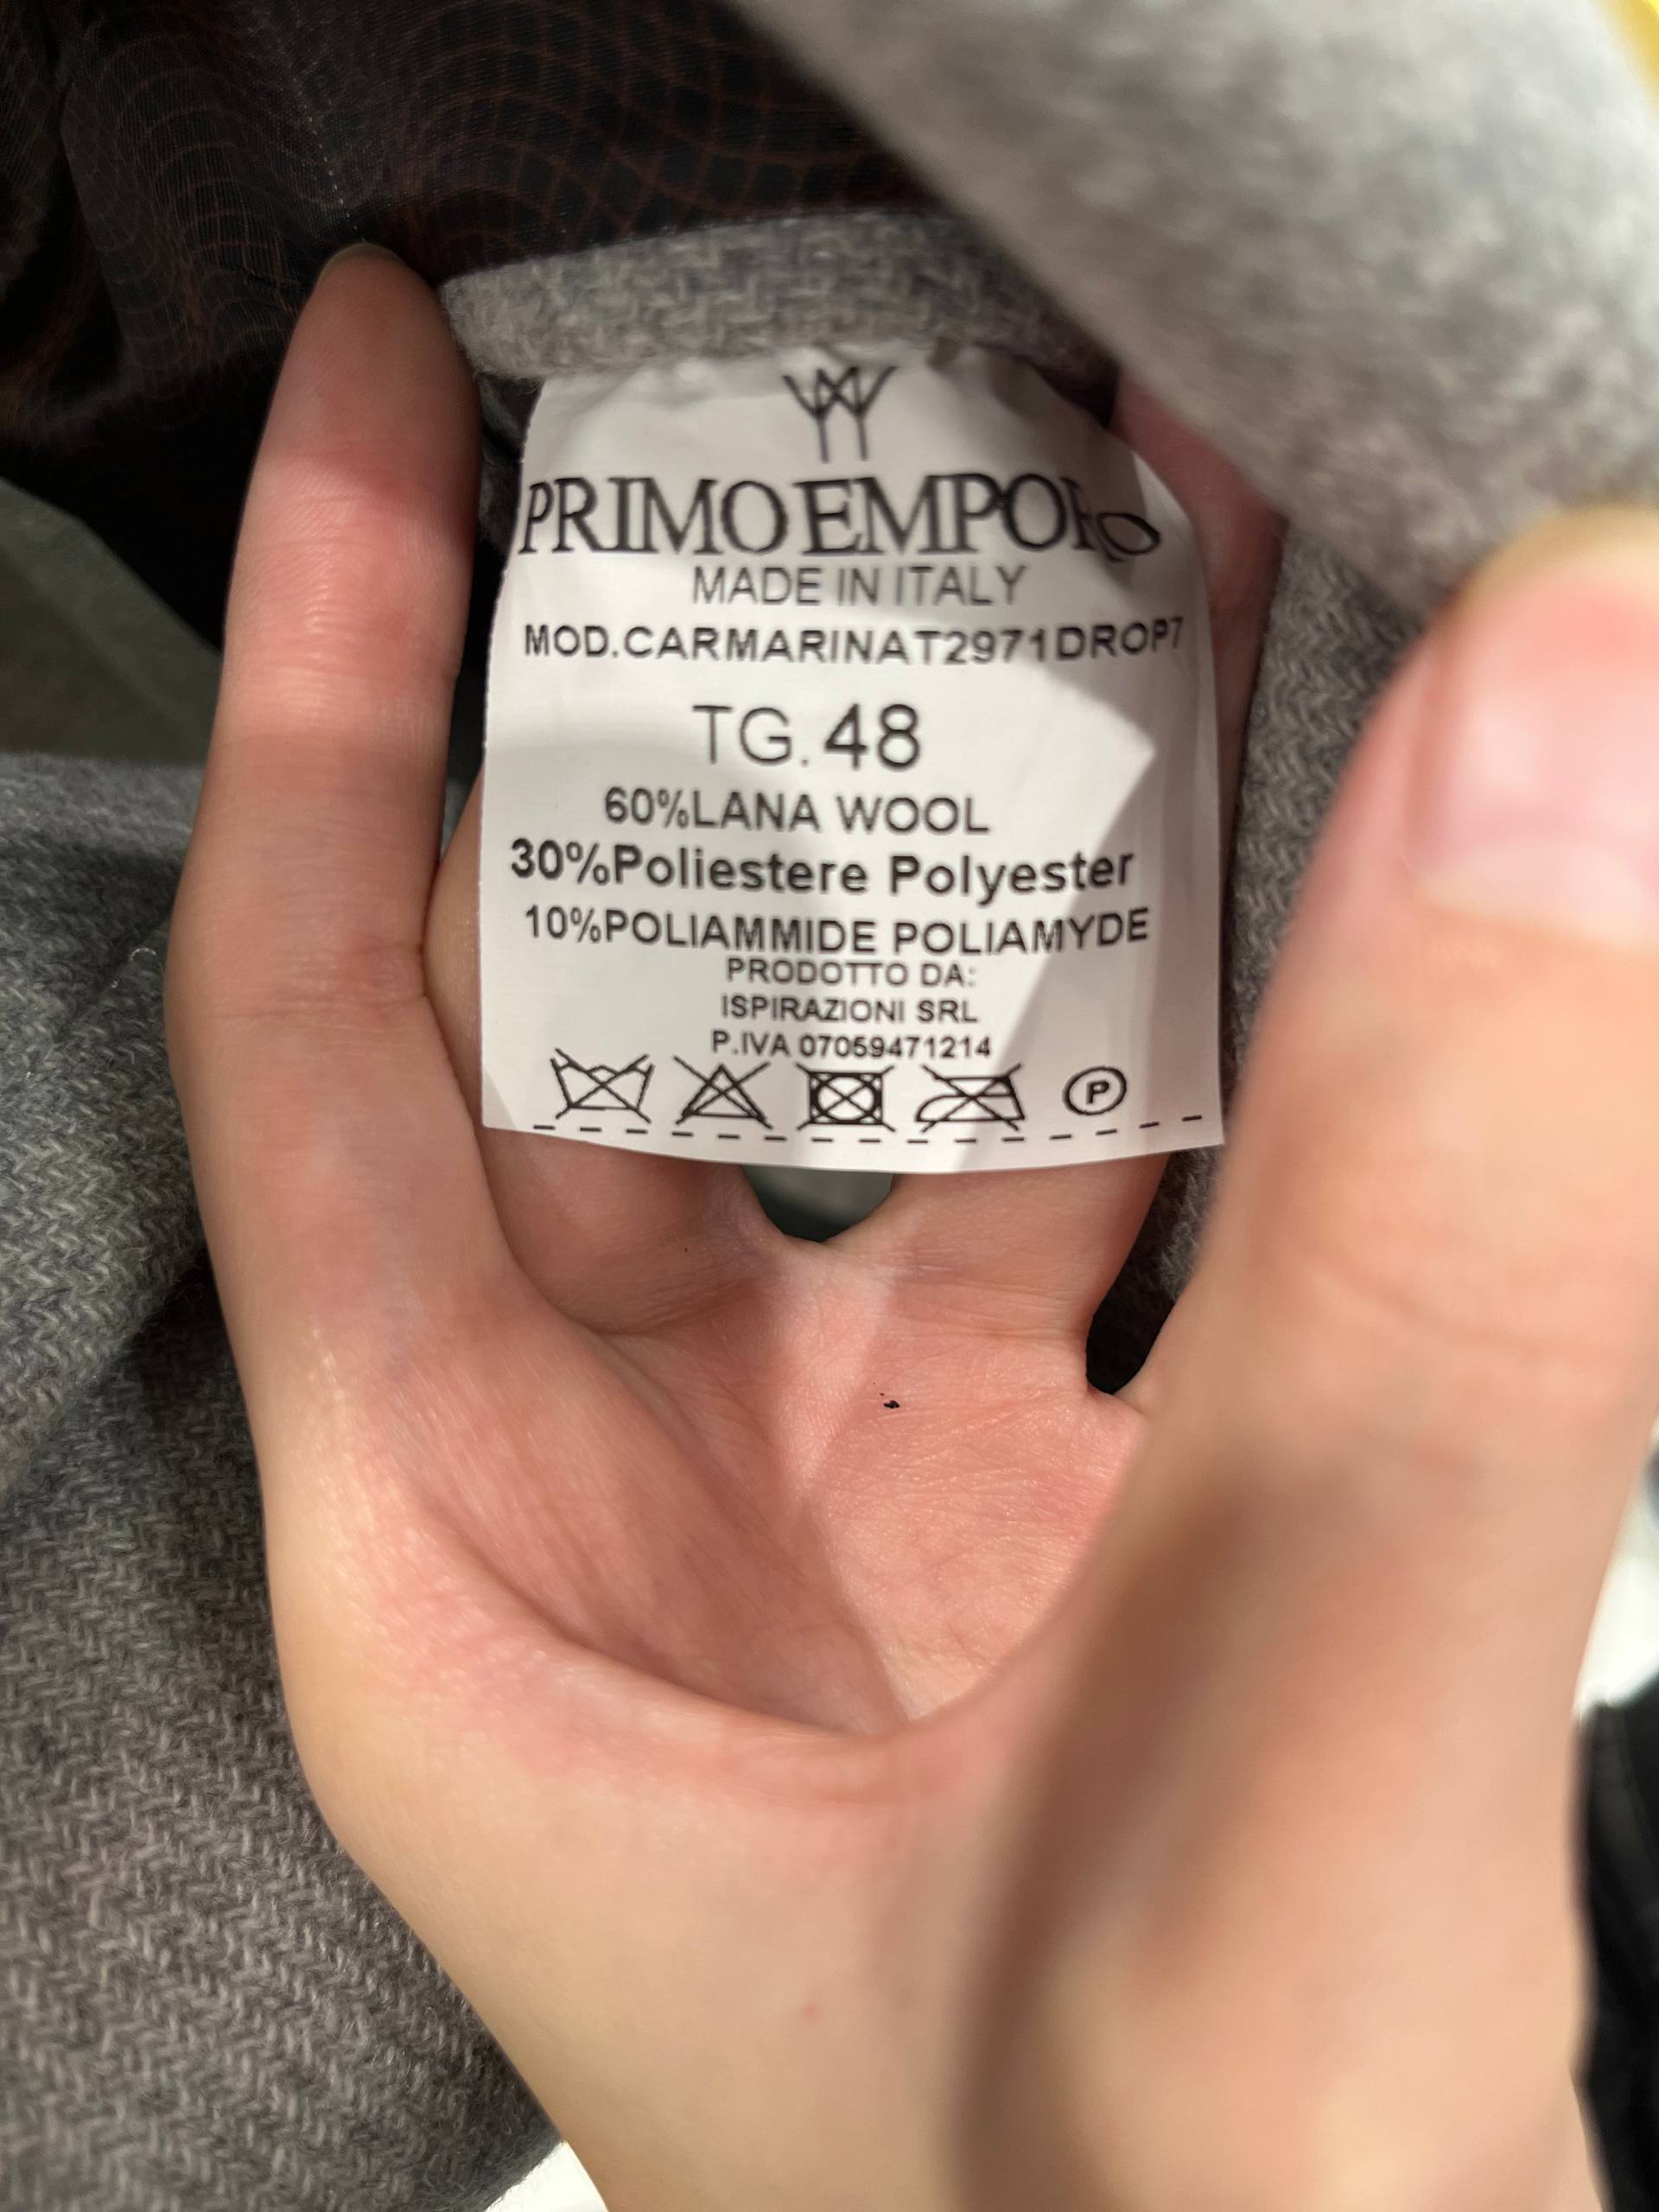 PRIMO EMPORIO
MADE IN ITALY
MOD.CARMARINAT2971DROP7
TG. 48
60%LANA WOOL
30%Poliestere Polyester
10%POLIAMMIDE POLIAMYDE
PRODOTTO DA:
ISPIRAZIONI SRL
P.IVA 07059471214
P